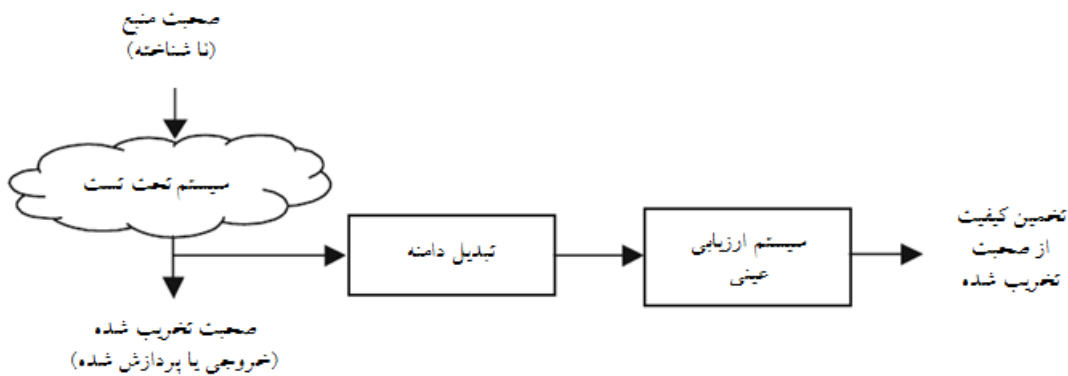 صحبت منبع
(نا شناخته)
سیستم تحت تست
تبدیل دامنه
سیستم ارزیابی
عینی
تخمین کیفیت
از صحبت
تخریب شده
صحبت تخریب شده
(خروجی یا پردازش شده)